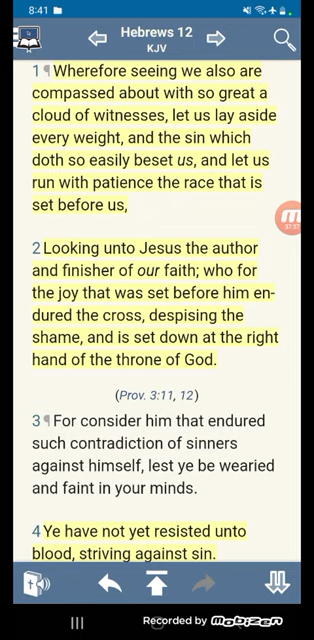 8:41
Hebrews 12
KJV
1 ¶ Wherefore seeing we also are
compassed about with so great a
cloud of witnesses, let us lay aside
every weight, and the sin which
doth so easily beset us, and let us
run with patience the race that is
set before us,
37:37
2 Looking unto Jesus the author
and finisher of our faith; who for
the joy that was set before him en-
dured the cross, despising the
shame, and is set down at the right
hand of the throne of God.
(Prov. 3:11, 12)
3 ¶ For consider him that endured
such contradiction of sinners
against himself, lest ye be wearied
and faint in your minds.
4 Ye have not yet resisted unto
blood, striving against sin.
Recorded by Mobizen